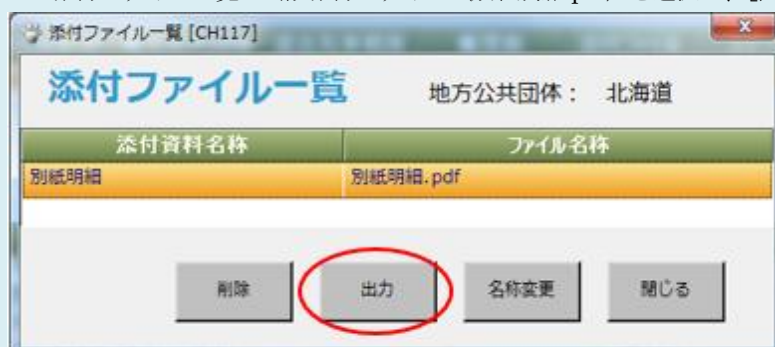 添付ファイル一覧 [CH117]
添付ファイル一覧 地方公共団体： 北海道
添付資料名称 ファイル名称
別紙明細 別紙明細.pdf
削除 出力 名称変更 閉じる